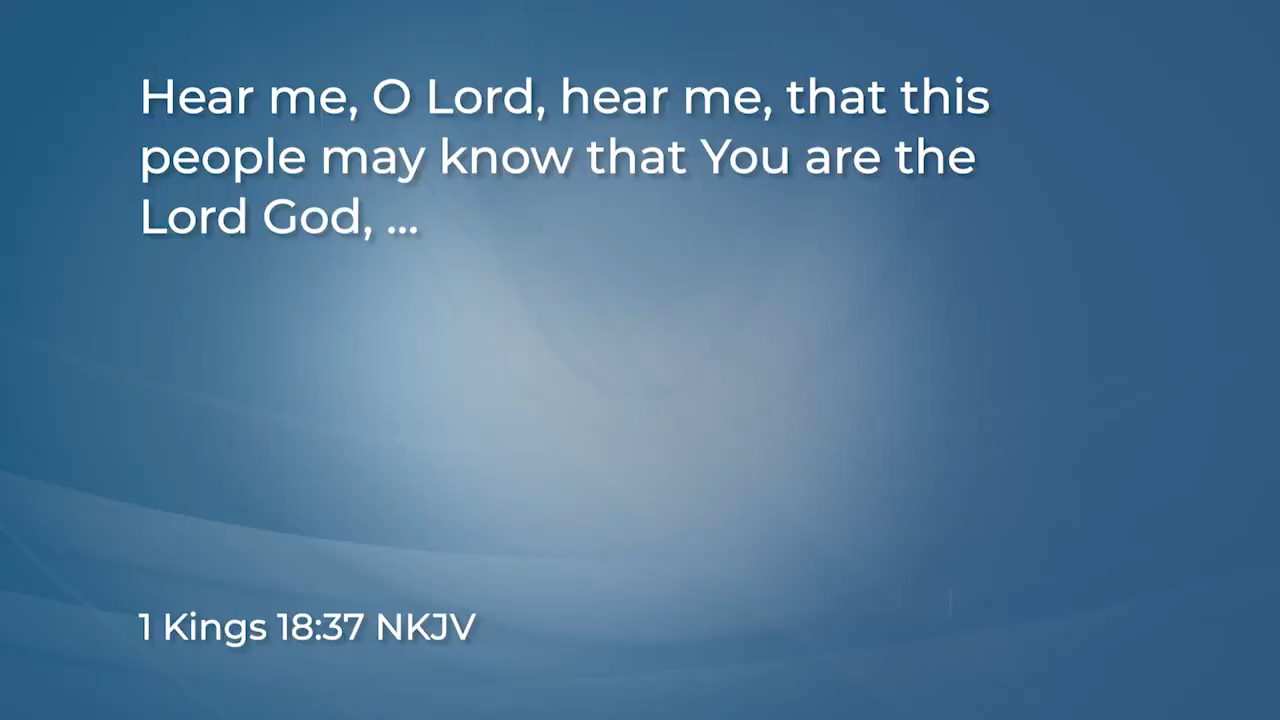 Hear me, O Lord, hear me, that this
people may know that You are the
Lord God, ...
1 Kings 18:37 NKJV